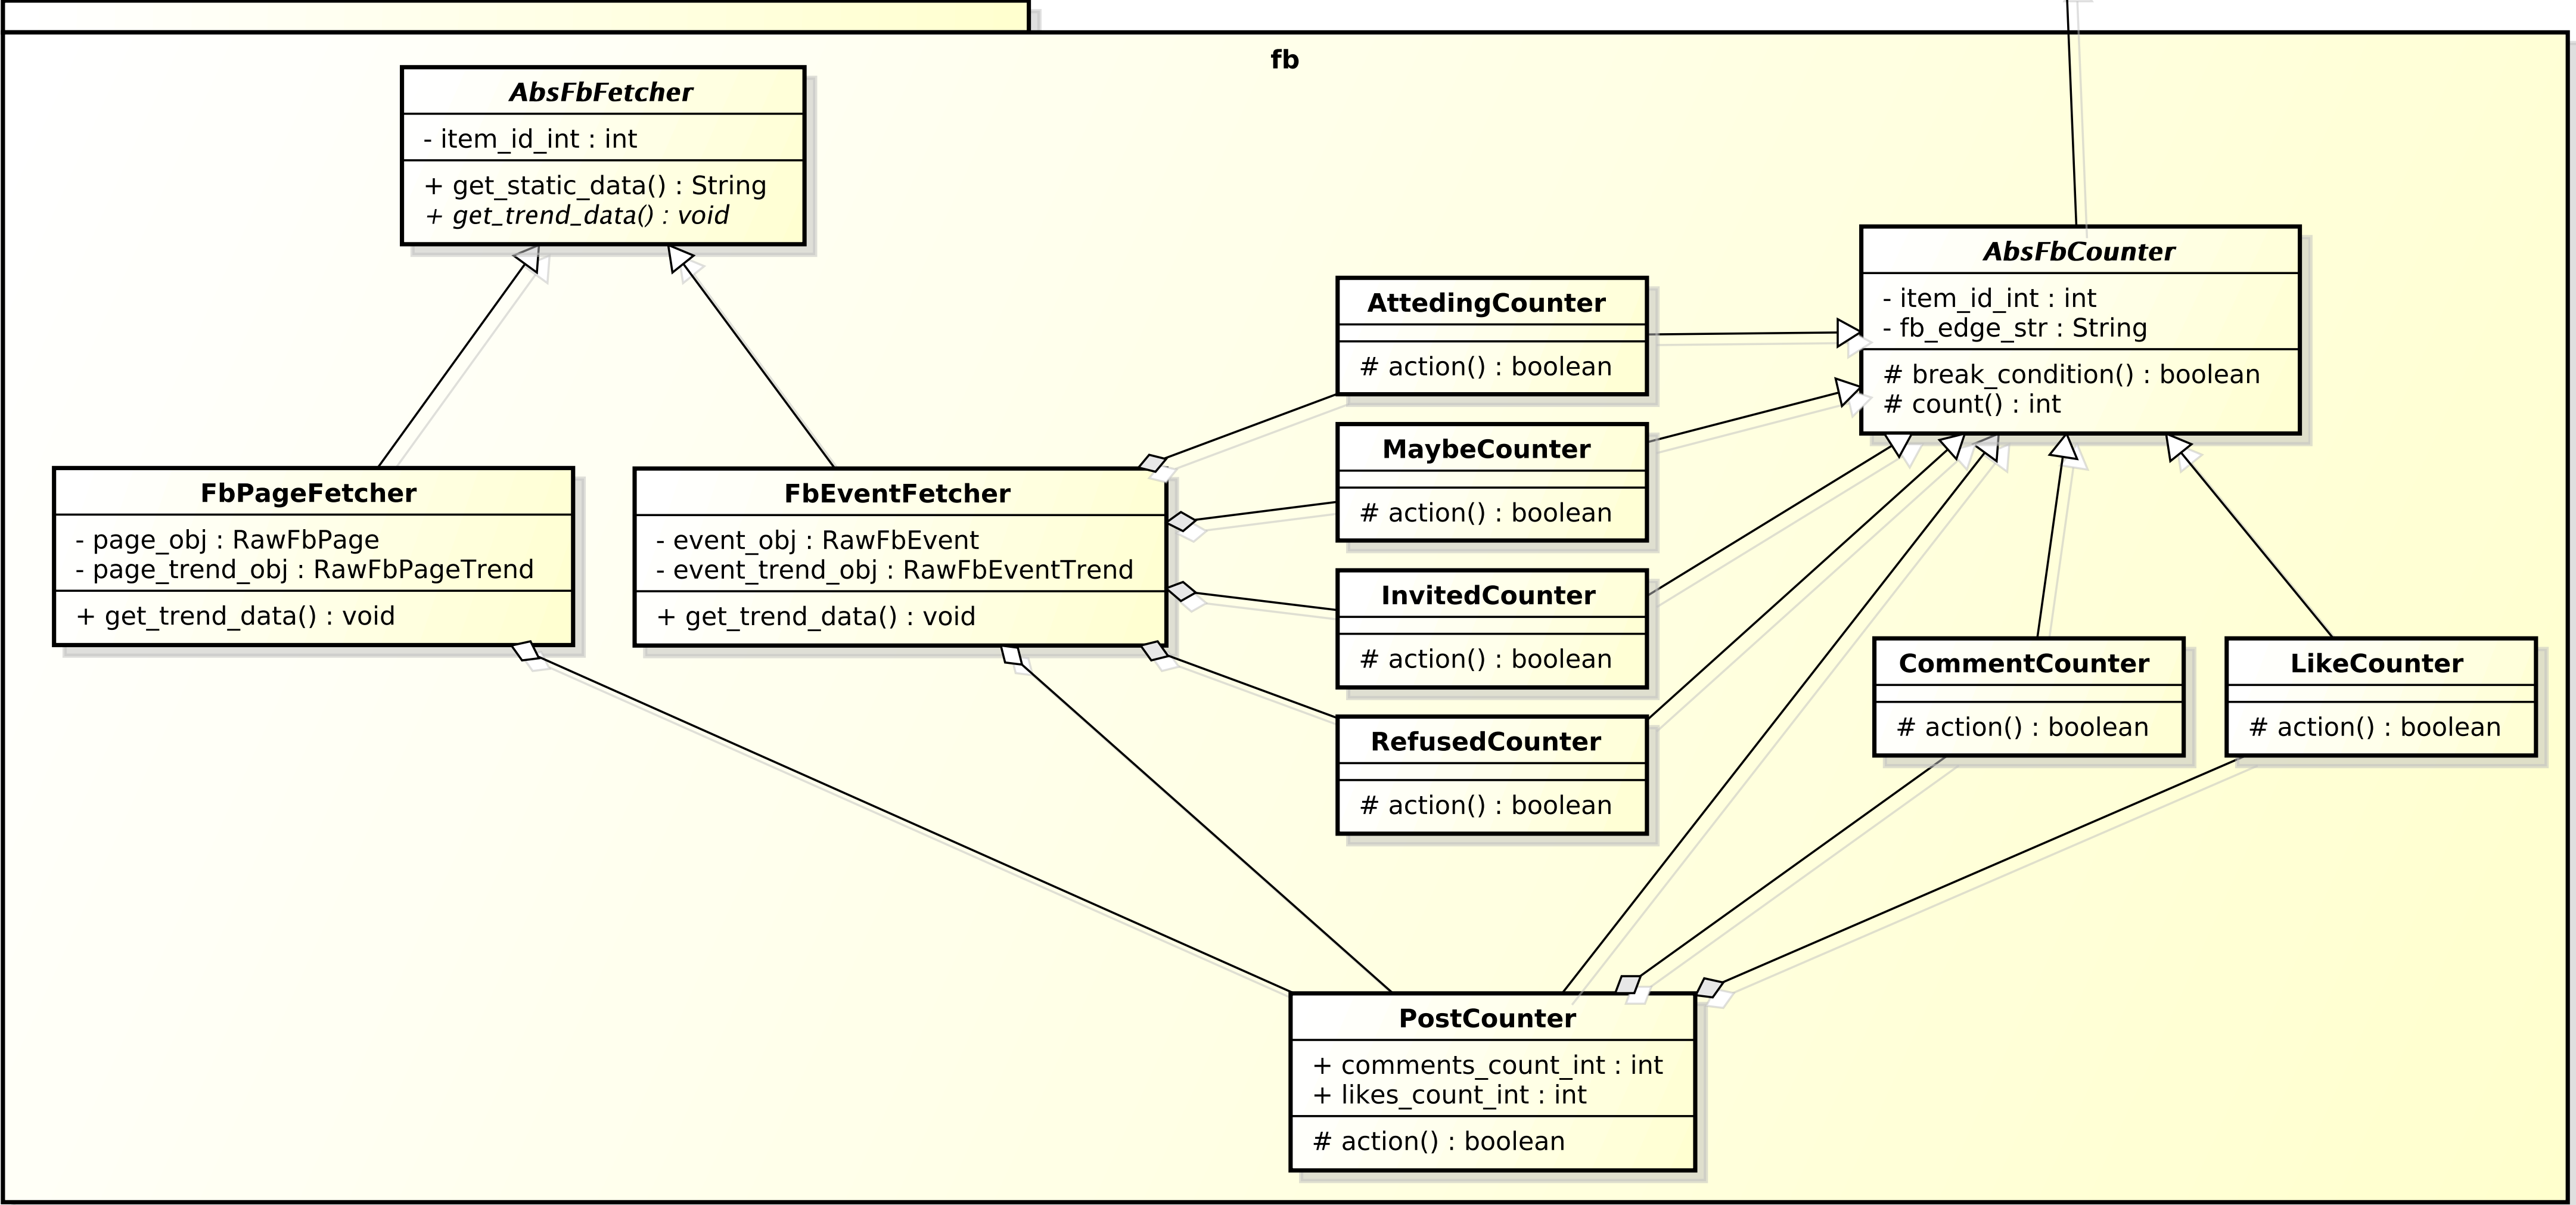 fb
AbsFbFetcher
- item_id_int : int
+ get_static_data() : String
+ get_trend_data() : void
AbsFbCounter
- item_id_int : int
- fb_edge_str : String
# break_condition() : boolean
# count() : int
AttedingCounter
# action() : boolean
MaybeCounter
# action() : boolean
InvitedCounter
# action() : boolean
RefusedCounter
# action() : boolean
FbPageFetcher
- page_obj : RawFbPage
- page_trend_obj : RawFbPageTrend
+ get_trend_data() : void
FbEventFetcher
- event_obj : RawFbEvent
- event_trend_obj : RawFbEventTrend
+ get_trend_data() : void
CommentCounter
# action() : boolean
LikeCounter
# action() : boolean
PostCounter
+ comments_count_int : int
+ likes_count_int : int
# action() : boolean